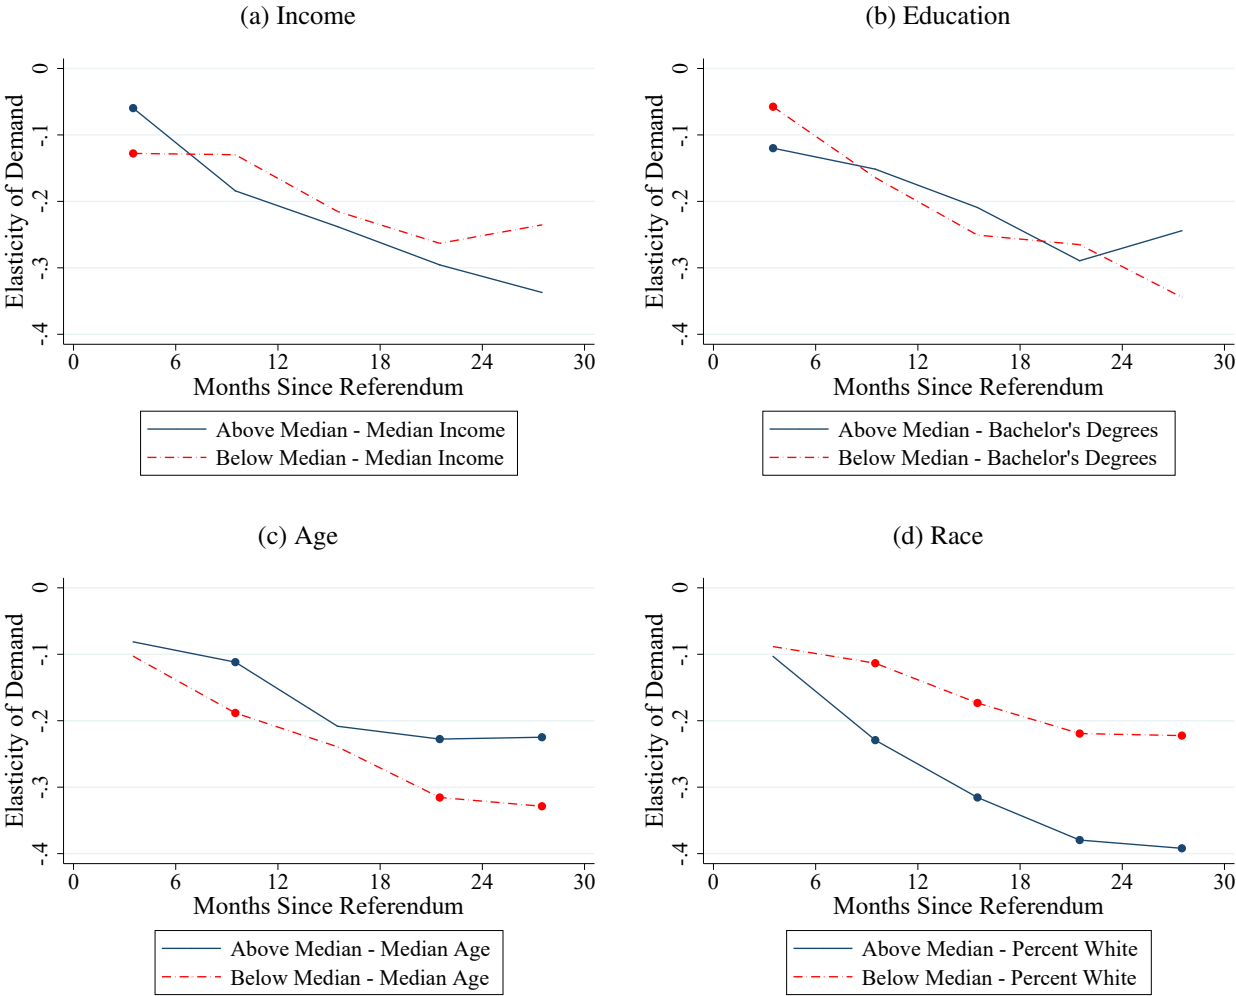 (a) Income
Elasticity of Demand
0
-.1
-.2
-.3
-.4
0 6 12 18 24 30
Months Since Referendum
Above Median - Median Income
Below Median - Median Income
(b) Education
Elasticity of Demand
0
-.1
-.2
-.3
-.4
0 6 12 18 24 30
Months Since Referendum
Above Median - Bachelor's Degrees
Below Median - Bachelor's Degrees
(c) Age
Elasticity of Demand
0
-.1
-.2
-.3
-.4
0 6 12 18 24 30
Months Since Referendum
Above Median - Median Age
Below Median - Median Age
(d) Race
Elasticity of Demand
0
-.1
-.2
-.3
-.4
0 6 12 18 24 30
Months Since Referendum
Above Median - Percent White
Below Median - Percent White